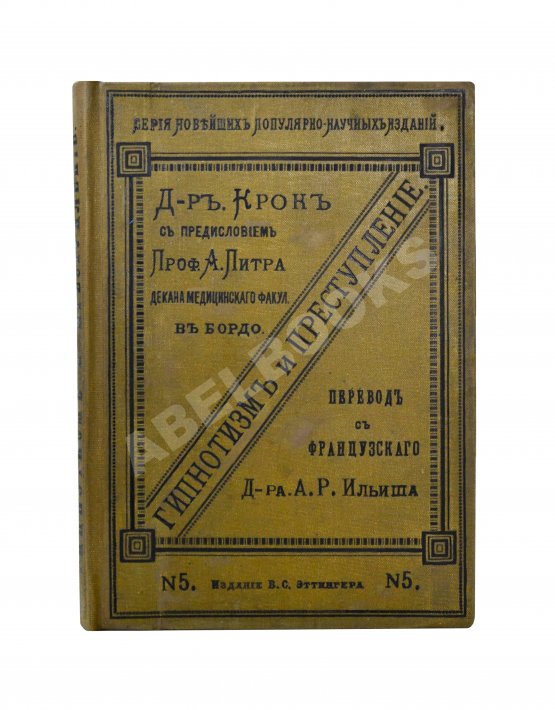 Серія новѣйшихъ популярно-научныхъ изданій.
Д-ръ. Крокъ
съ предисловіемъ
Проф. А. Питра
декана медицинскаго факул.
въ Бордо.
Гипнотизмъ и преступленіе.
Переводъ
съ
французскаго
Д-ра. А. Р. Ильиша
N5. Изданіе В. С. Эттингера N5.
ABELBOOKS